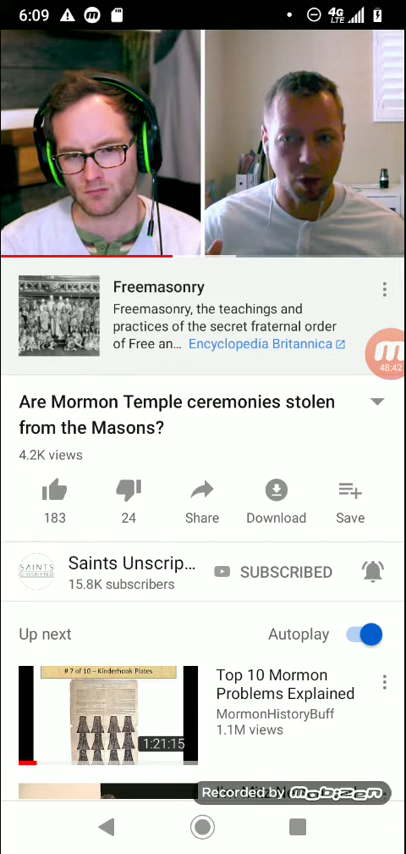 6:09
4G
LTE
Freemasonry
Freemasonry, the teachings and
practices of the secret fraternal order
of Free an... Encyclopedia Britannica
48:42
Are Mormon Temple ceremonies stolen
from the Masons?
4.2K views
183
24
Share
Download
Save
SAINTS
Saints Unscrip...
15.8K subscribers
SUBSCRIBED
Up next
Autoplay
# 7 of 10 – Kinderhook Plates
1:21:15
Top 10 Mormon
Problems Explained
MormonHistoryBuff
1.1M views
Recorded by mobizen